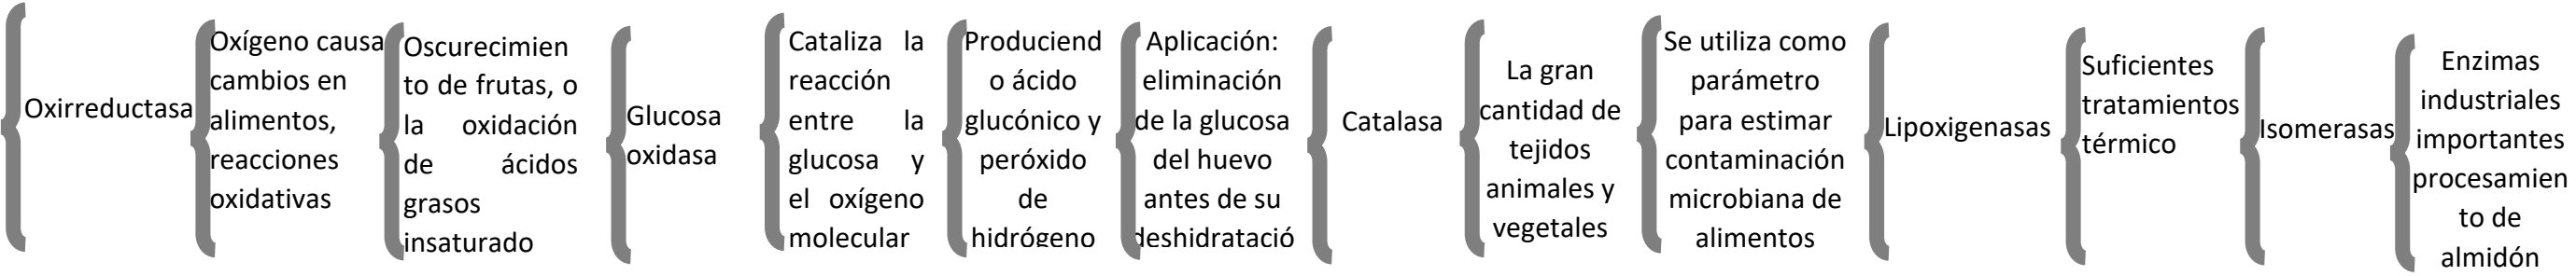 Oxirreductasa
Oxígeno causa
cambios en
alimentos,
reacciones
oxidativas
Oscurecimien
to de frutas, o
la oxidación
de ácidos
grasos
insaturado
Glucosa
oxidasa
Cataliza la
reacción
entre la
glucosa y
el oxígeno
molecular
Produciend
o ácido
glucónico y
peróxido
de
hidrógeno
Aplicación:
eliminación
de la glucosa
del huevo
antes de su
deshidratació
Catalasa
La gran
cantidad de
tejidos
animales y
vegetales
Se utiliza como
parámetro
para estimar
contaminación
microbiana de
alimentos
Lipoxigenasas
Suficientes
tratamientos
térmico
Isomerasas
Enzimas
industriales
importantes
procesamien
to de
almidón